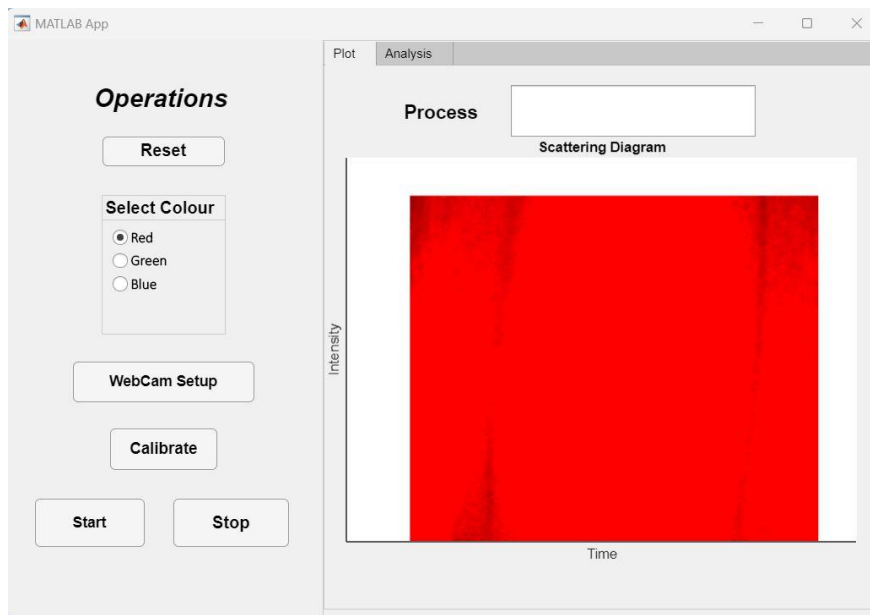 MATLAB App
Operations
Reset
Select Colour
Red
Green
Blue
WebCam Setup
Calibrate
Start
Stop
Plot
Analysis
Process
Scattering Diagram
Intensity
Time